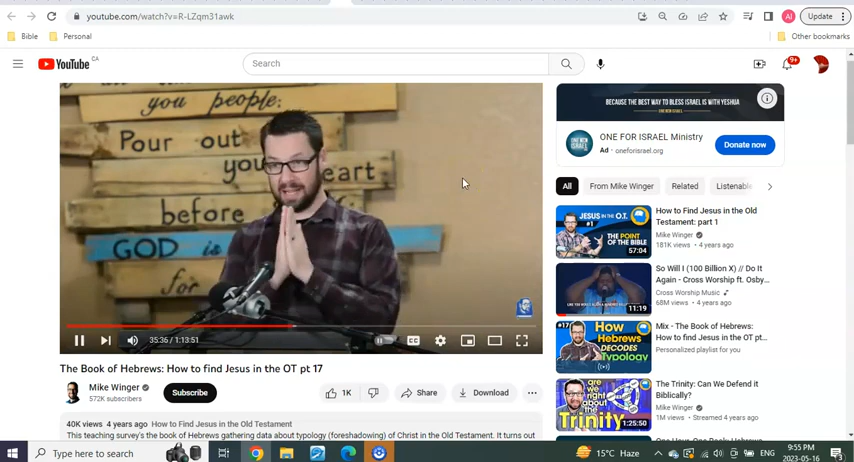 youtube.com/watch?v=R-LZqm31awk
Update
Bible
Personal
Other bookmarks
YouTube CA
Search
9+
you people:
Pour out
your heart
before
GOD is
for
35:36 / 1:13:51
The Book of Hebrews: How to find Jesus in the OT pt 17
Mike Winger
572K subscribers
Subscribe
1K
Share
Download
40K views 4 years ago How to Find Jesus in the Old Testament
This teaching survey's the book of Hebrews gathering data about typology (foreshadowing) of Christ in the Old Testament. It turns out
BECAUSE THE BEST WAY TO BLESS ISRAEL IS WITH YESHUA
ONE FOR ISRAEL Ministry
Ad · oneforisrael.org
Donate now
All
From Mike Winger
Related
Listenable
JESUS IN THE O.T.
#1
THE POINT
OF THE BIBLE
57:04
How to Find Jesus in the Old
Testament: part 1
Mike Winger
181K views · 4 years ago
11:19
So Will I (100 Billion X) // Do It
Again - Cross Worship ft. Osby...
Cross Worship Music
68M views · 4 years ago
#17
How
Hebrews
DECODES
Typology
Mix - The Book of Hebrews:
How to find Jesus in the OT pt...
Personalized playlist for you
are we
right about
the
Trinity
1:25:50
The Trinity: Can We Defend it
Biblically?
Mike Winger
1M views · Streamed 4 years ago
Type here to search
15°C Haze
ENG
9:55 PM
2023-05-16
3